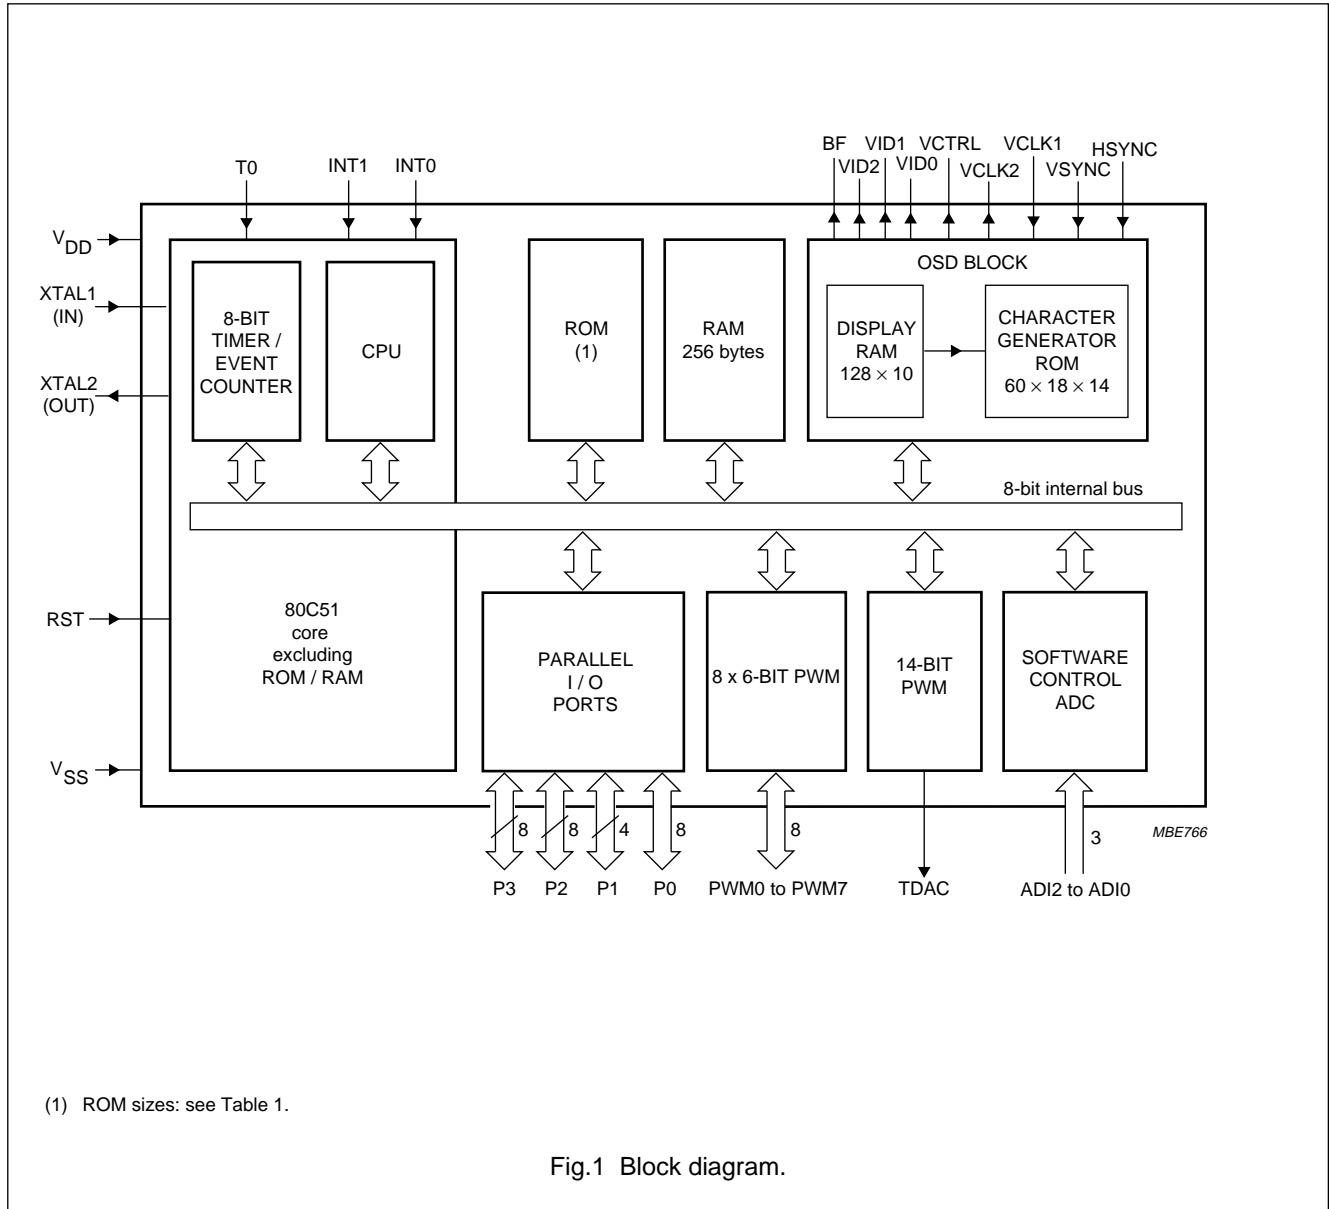 BF VID1 VCTRL VCLK1 HSYNC
T0 INT1 INT0 VID2 VID0 VCLK2 VSYNC
VDD
XTAL1
(IN)
XTAL2
(OUT)
RST
VSS
8-BIT
TIMER /
EVENT
COUNTER
CPU
ROM
(1)
RAM
256 bytes
OSD BLOCK
DISPLAY
RAM
128 × 10
CHARACTER
GENERATOR
ROM
60 × 18 × 14
8-bit internal bus
80C51
core
excluding
ROM / RAM
PARALLEL
I / O
PORTS
8 x 6-BIT PWM
14-BIT
PWM
SOFTWARE
CONTROL
ADC
8 8 4 8 8 3
MBE766
P3 P2 P1 P0 PWM0 to PWM7 TDAC ADI2 to ADI0
(1) ROM sizes: see Table 1.
Fig.1 Block diagram.